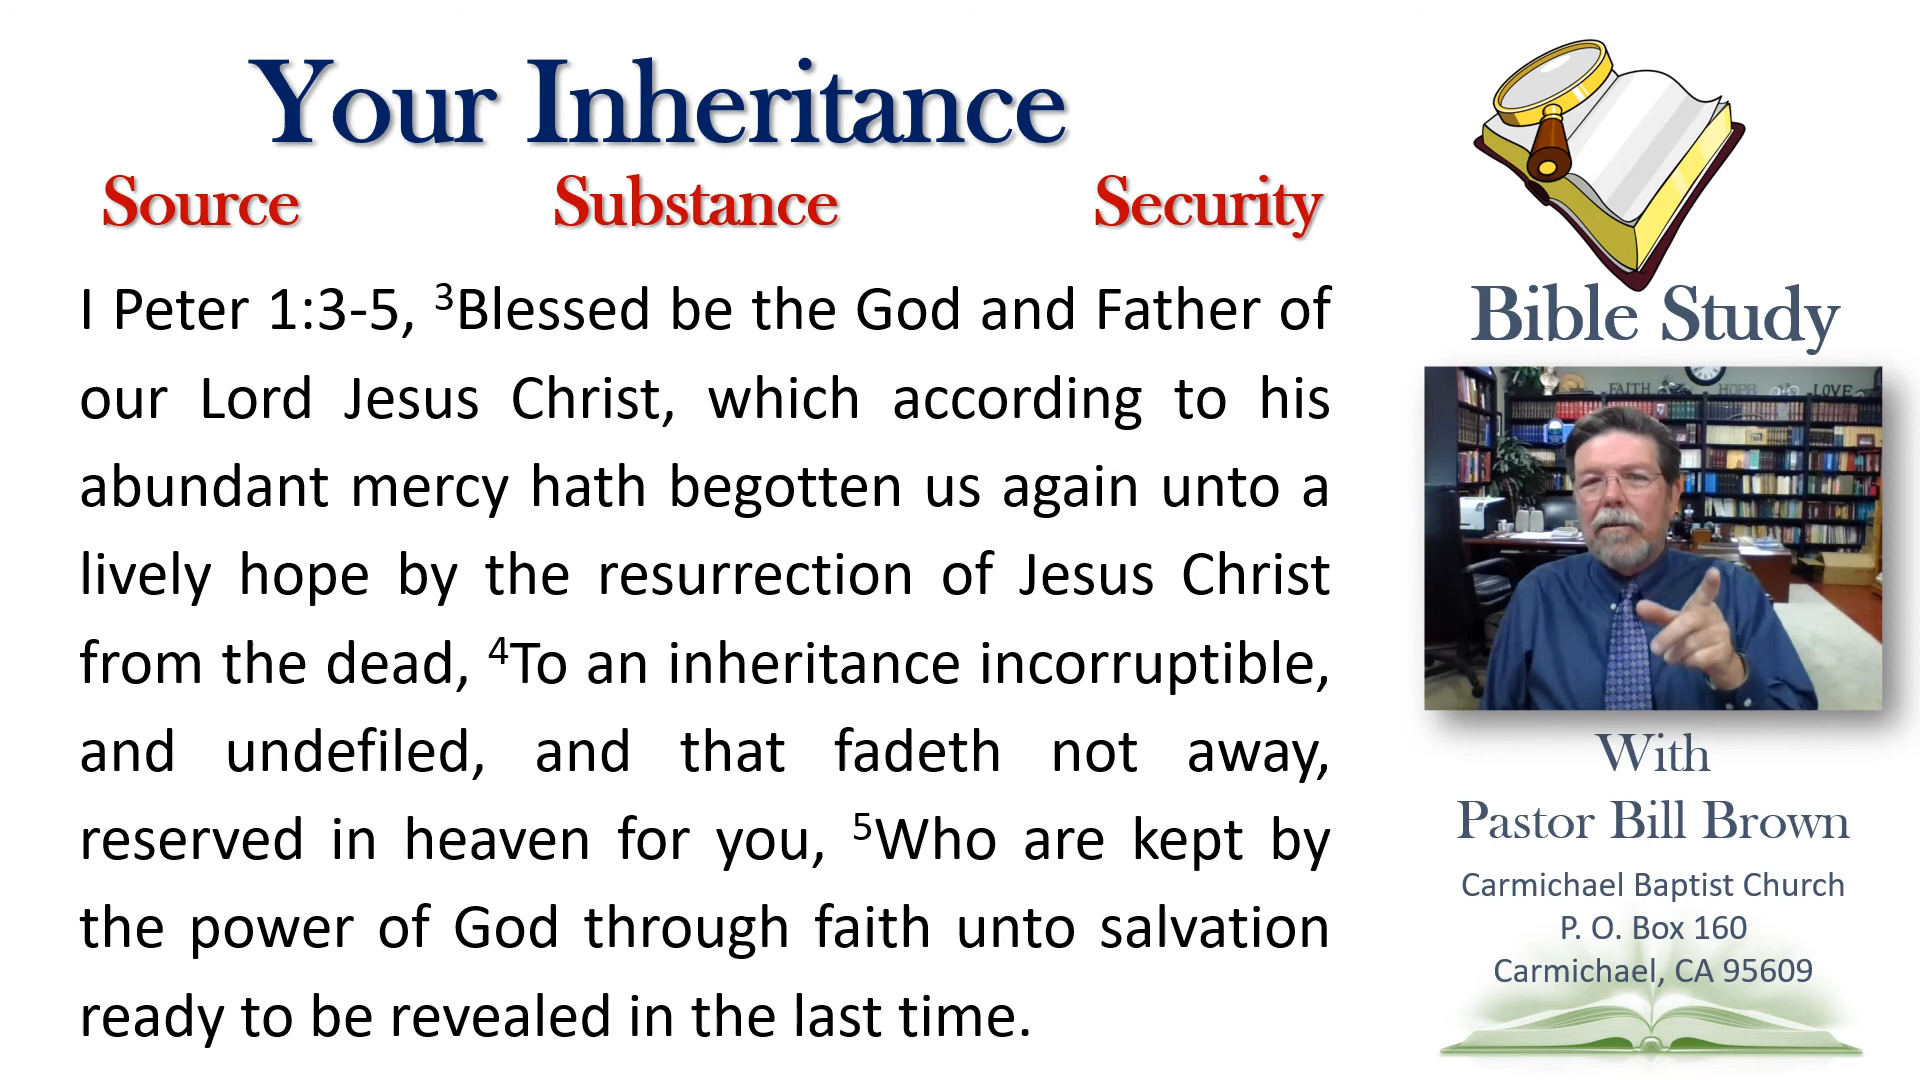 Your Inheritance
Source Substance Security
I Peter 1:3-5, ³Blessed be the God and Father of
our Lord Jesus Christ, which according to his
abundant mercy hath begotten us again unto a
lively hope by the resurrection of Jesus Christ
from the dead, ⁴To an inheritance incorruptible,
and undefiled, and that fadeth not away,
reserved in heaven for you, ⁵Who are kept by
the power of God through faith unto salvation
ready to be revealed in the last time.
Bible Study
FAITH HOPE LOVE
With
Pastor Bill Brown
Carmichael Baptist Church
P. O. Box 160
Carmichael, CA 95609